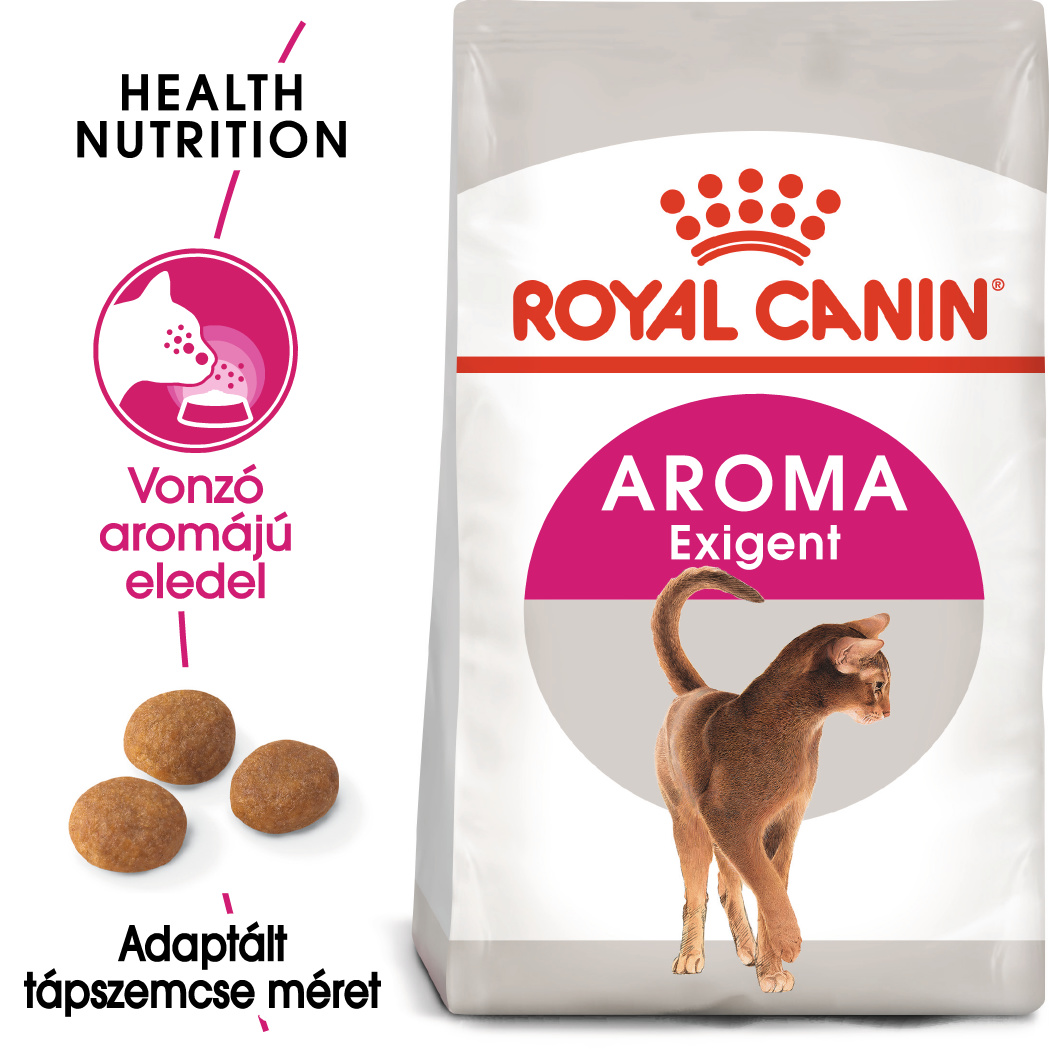 HEALTH
NUTRITION
Vonzó
aromájú
eledel
Adaptált
tápszemcse méret
ROYAL CANIN®
AROMA
Exigent